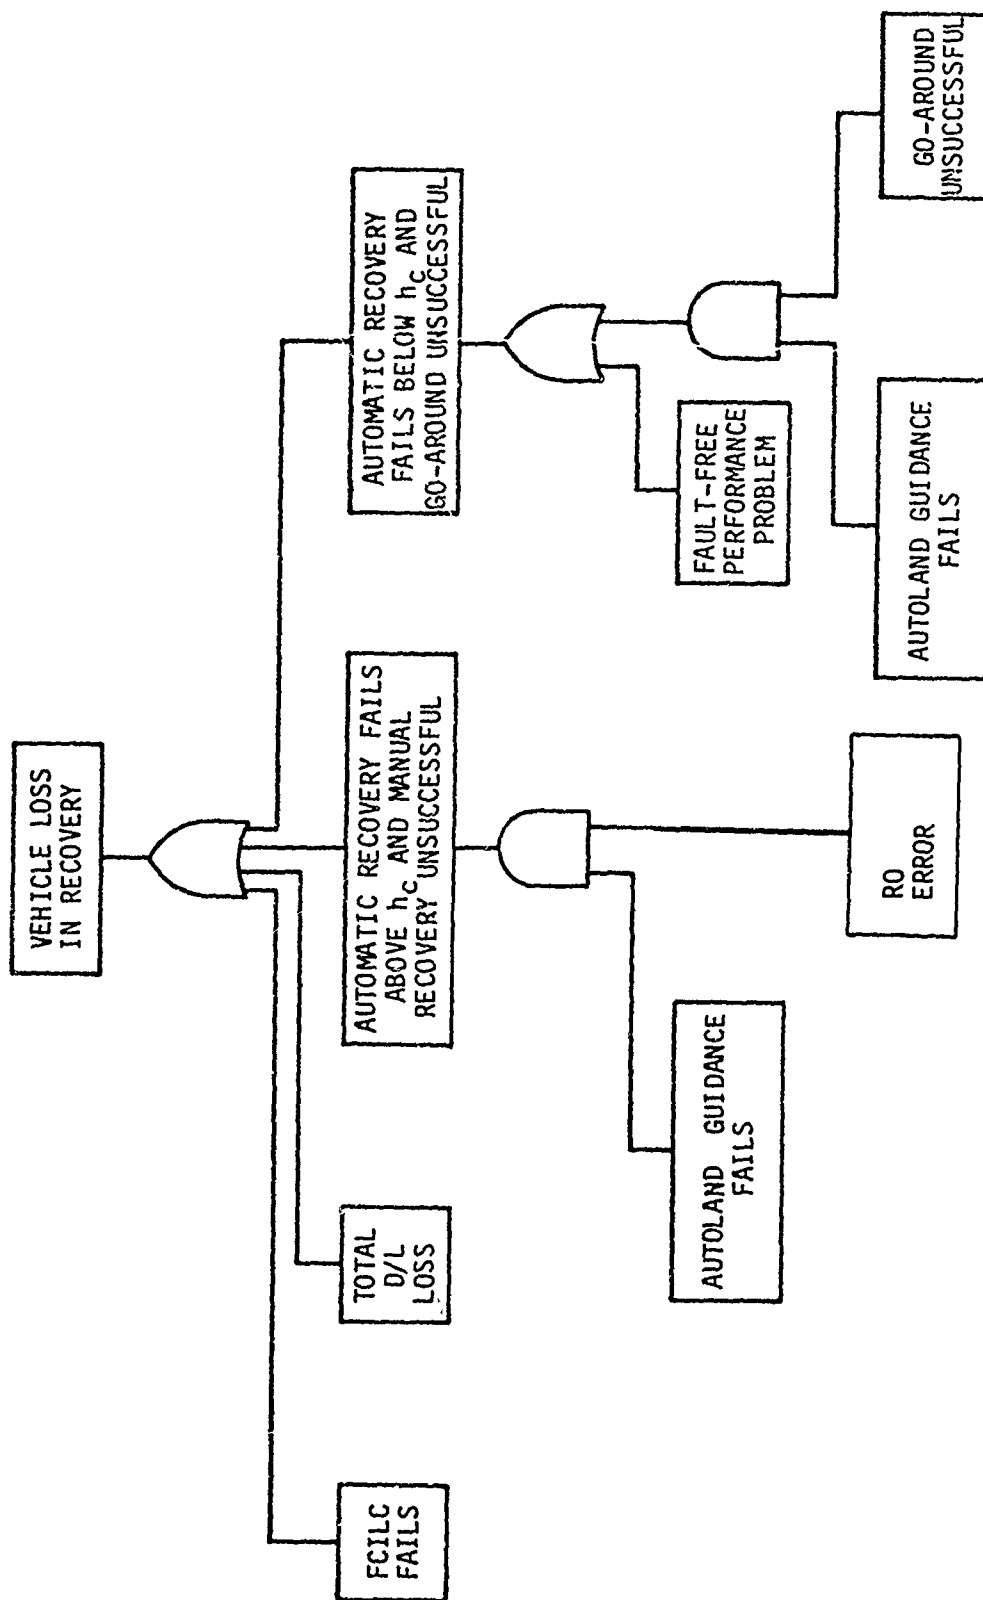 VEHICLE LOSS
IN RECOVERY
FCILC
FAILS
TOTAL
D/L
LOSS
AUTOMATIC RECOVERY FAILS
ABOVE hc AND MANUAL
RECOVERY UNSUCCESSFUL
AUTOMATIC RECOVERY
FAILS BELOW hc AND
GO-AROUND UNSUCCESSFUL
AUTOLAND GUIDANCE
FAILS
RO
ERROR
FAULT-FREE
PERFORMANCE
PROBLEM
AUTOLAND GUIDANCE
FAILS
GO-AROUND
UNSUCCESSFUL